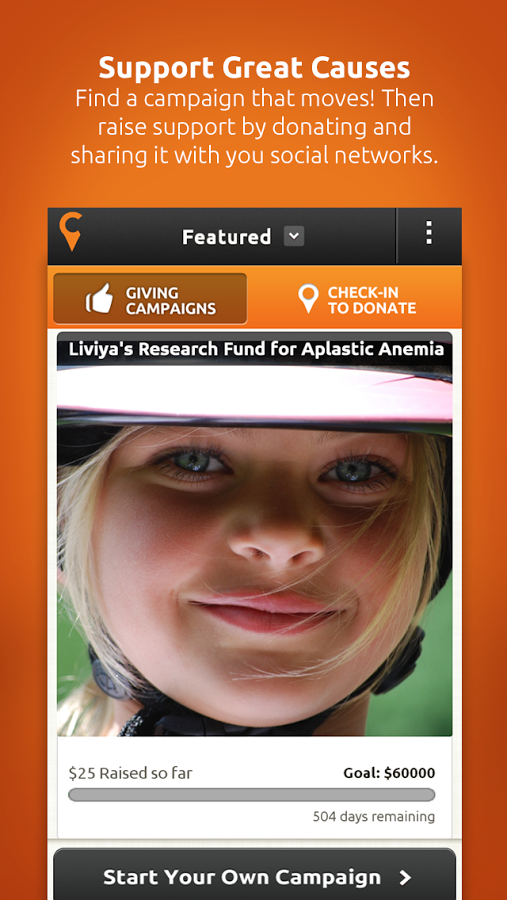 Support Great Causes
Find a campaign that moves! Then
raise support by donating and
sharing it with you social networks.
Featured
GIVING
CAMPAIGNS
CHECK-IN
TO DONATE
Liviya's Research Fund for Aplastic Anemia
$25 Raised so far
Goal: $60000
504 days remaining
Start Your Own Campaign